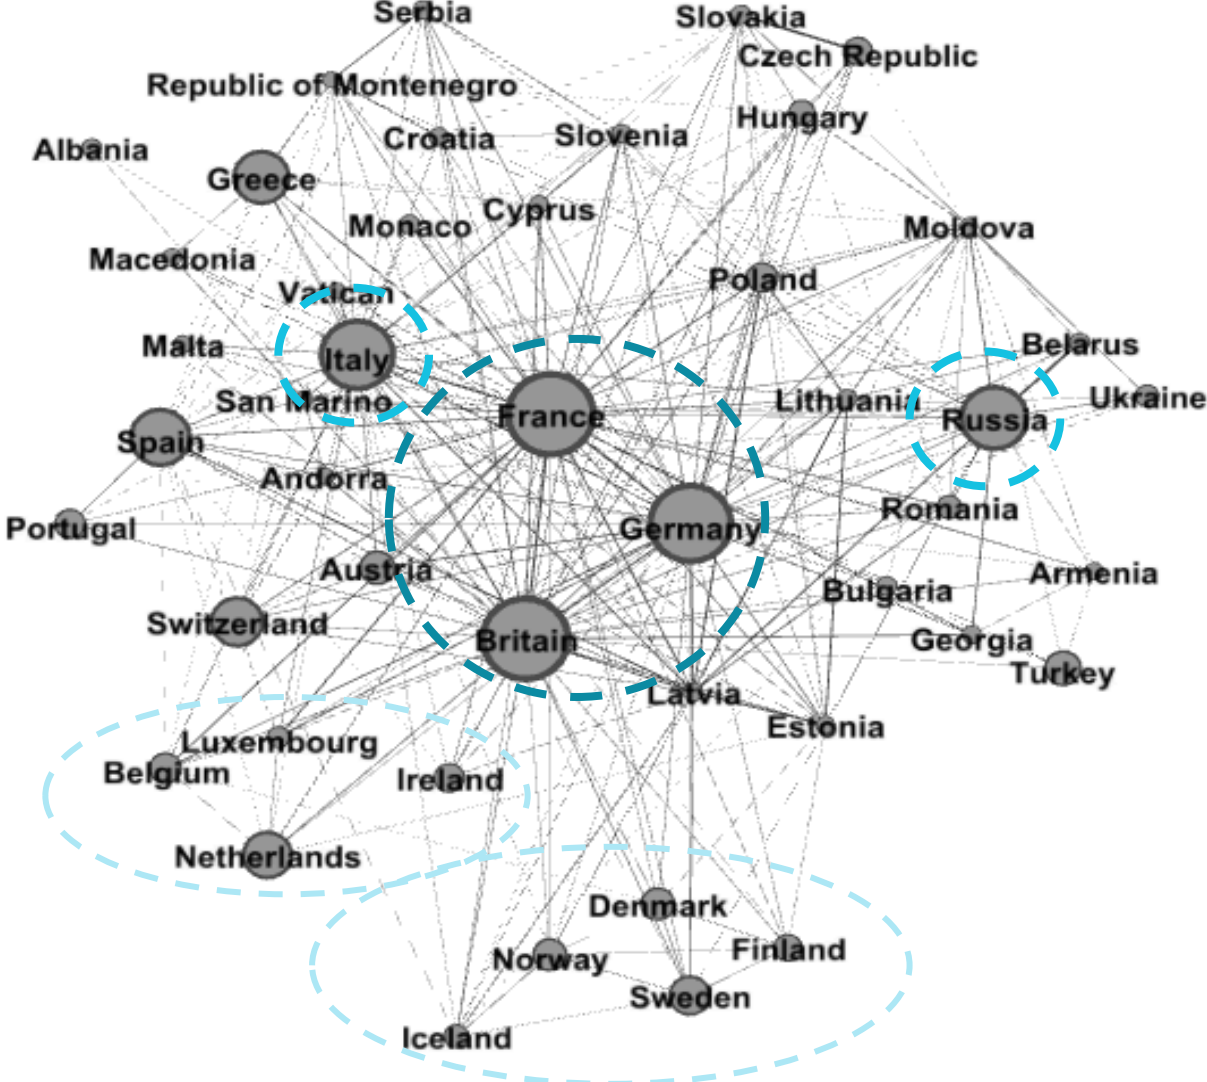 Serbia
Slovakia
Czech Republic
Republic of Montenegro
Hungary
Croatia
Slovenia
Albania
Greece
Cyprus
Monaco
Moldova
Macedonia
Poland
Vatican
Malta
Italy
Belarus
San Marino
Lithuania
Ukraine
France
Russia
Spain
Andorra
Romania
Portugal
Germany
Austria
Armenia
Bulgaria
Switzerland
Britain
Georgia
Turkey
Latvia
Estonia
Luxembourg
Belgium
Ireland
Netherlands
Denmark
Finland
Norway
Sweden
Iceland